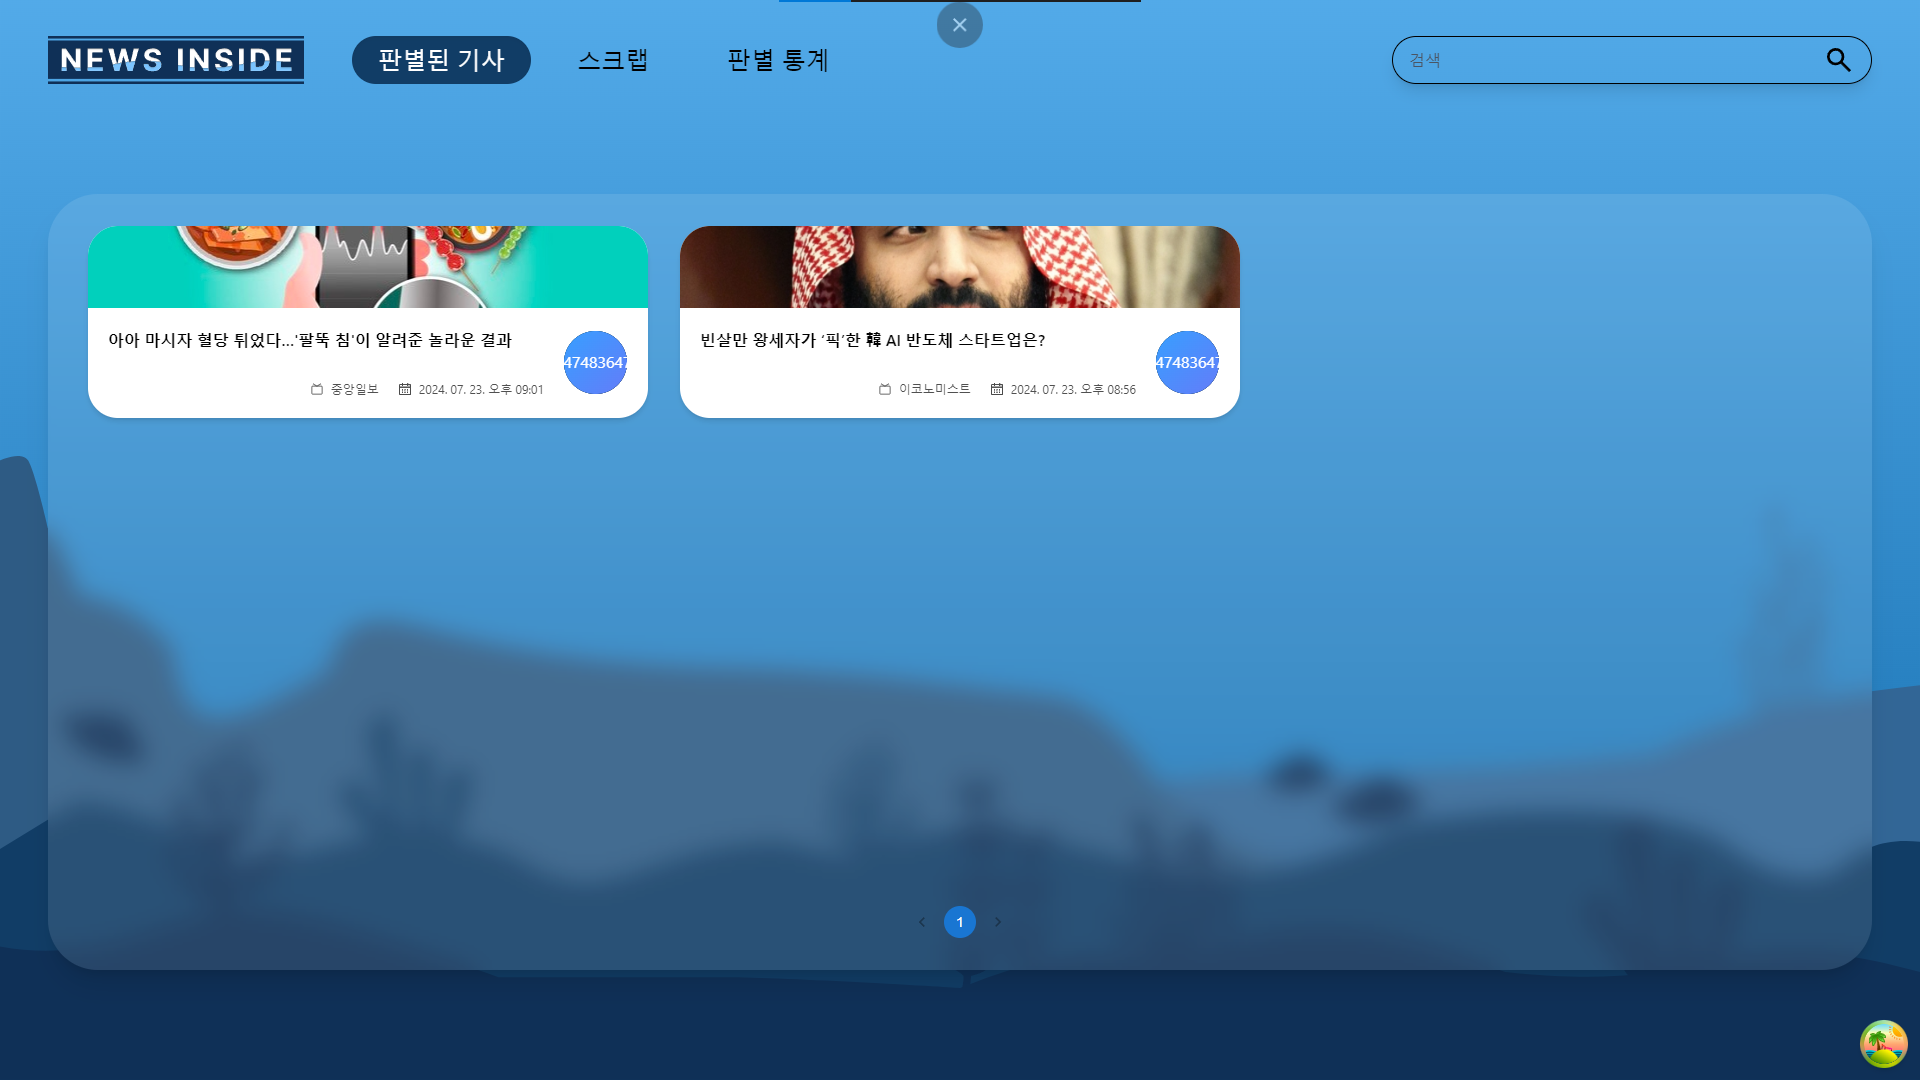 NEWS INSIDE
판별된 기사
스크랩
판별 통계
검색
아아 마시자 혈당 튀었다...'팔뚝 침'이 알려준 놀라운 결과
47483647
중앙일보
2024. 07. 23. 오후 09:01
빈살만 왕세자가 ‘픽’한 韓 AI 반도체 스타트업은?
47483647
이코노미스트
2024. 07. 23. 오후 08:56
1